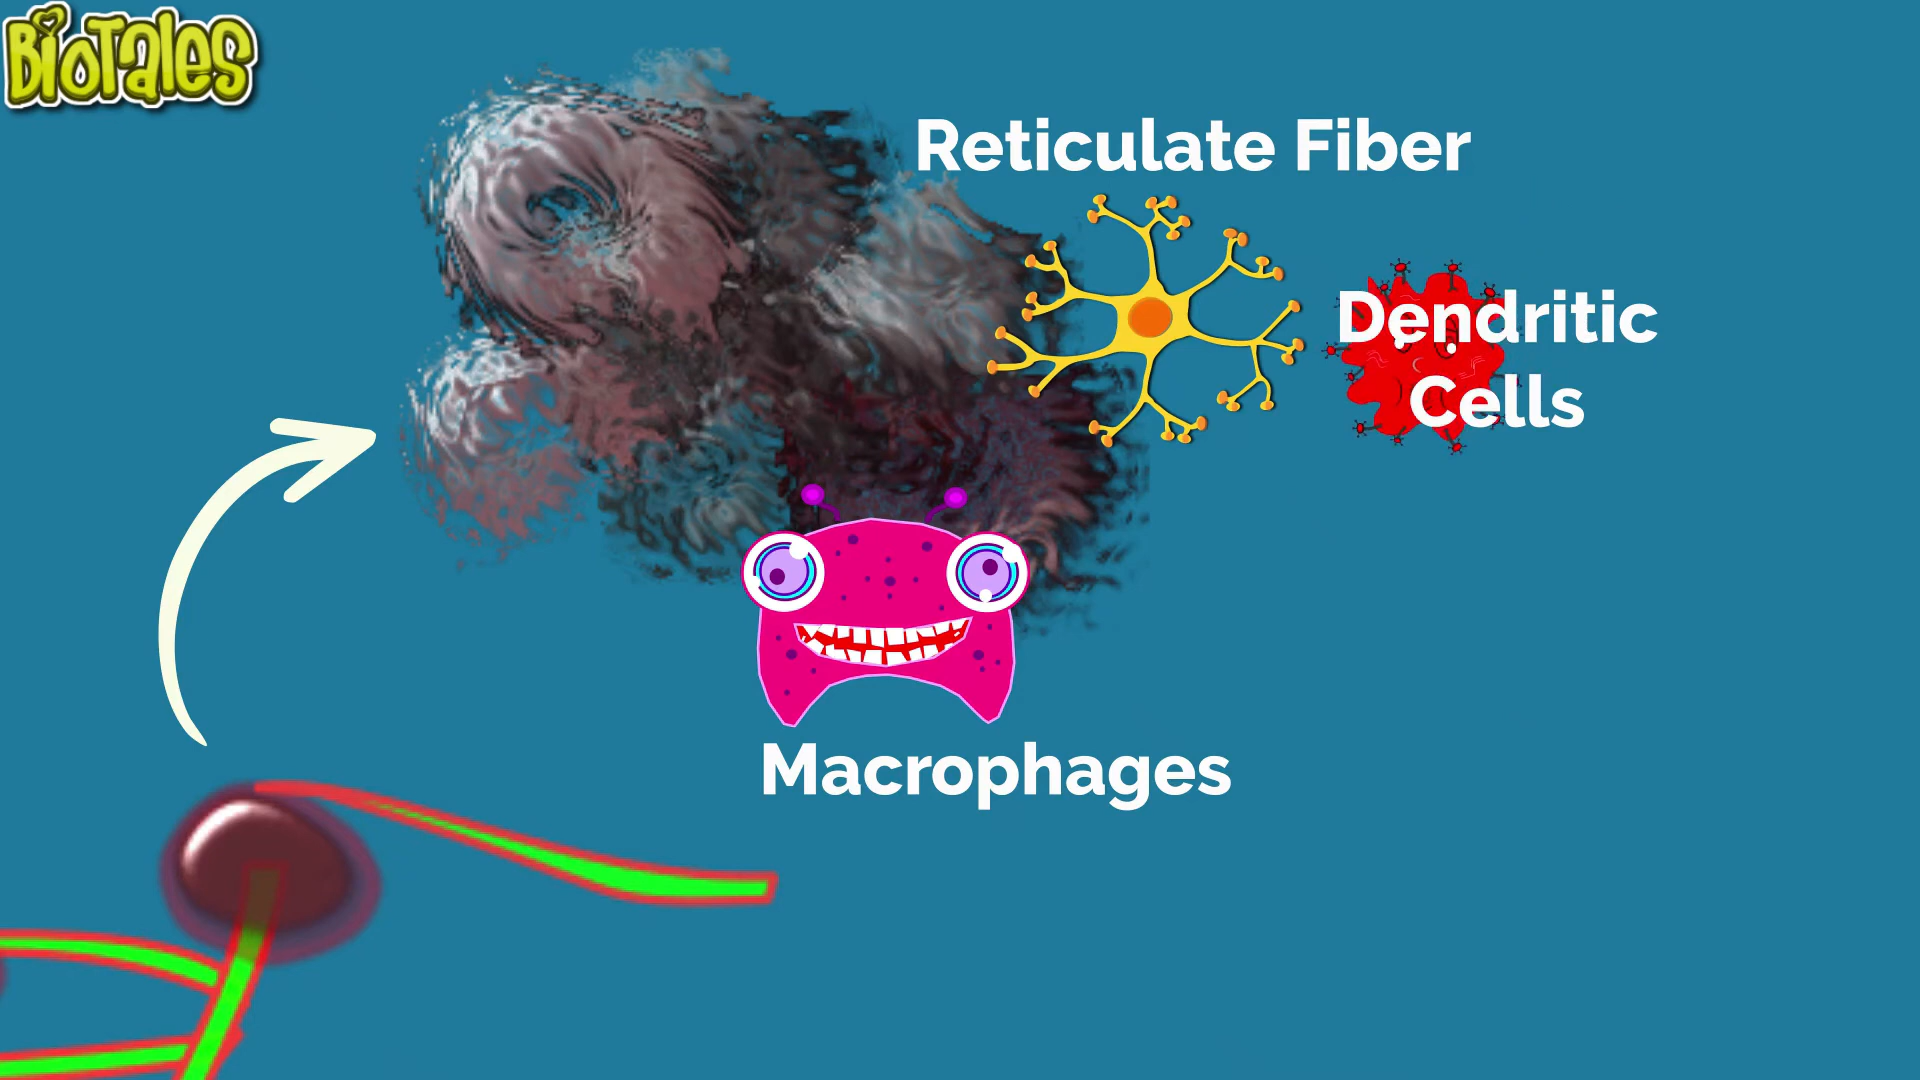 BioTales
Reticulate Fiber
Dendritic
Cells
Macrophages